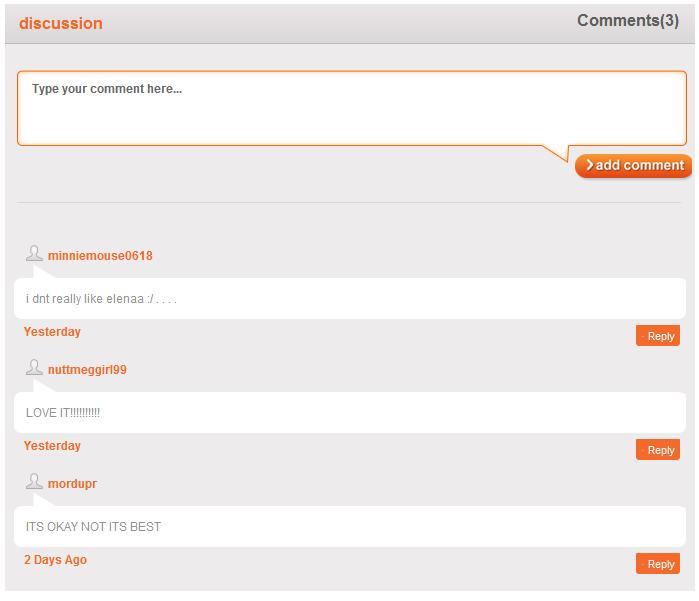 discussion
Comments(3)
Type your comment here...
add comment
minniemouse0618
i dnt really like elenaa :/ . . . .
Yesterday
Reply
nuttmeggirl99
LOVE IT!!!!!!!!!!
Yesterday
Reply
mordupr
ITS OKAY NOT ITS BEST
2 Days Ago
Reply